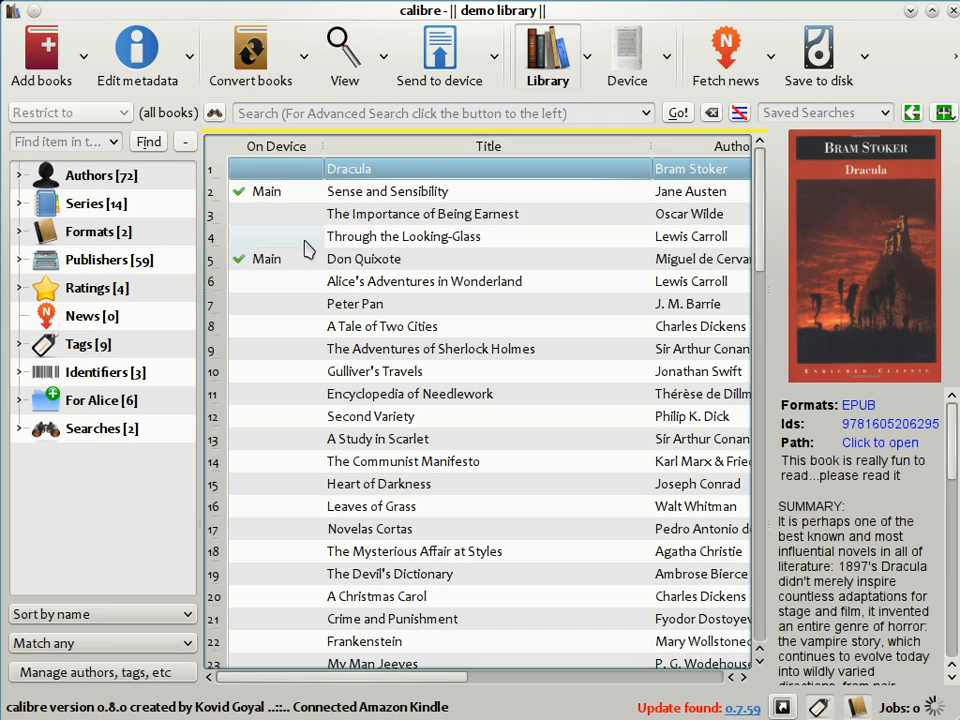 calibre - || demo library ||
Add books
Edit metadata
Convert books
View
Send to device
Library
Device
Fetch news
Save to disk
Restrict to
(all books)
Search (For Advanced Search click the button to the left)
Go!
Saved Searches
Find item in t...
Find
-
Authors [72]
Series [14]
Formats [2]
Publishers [59]
Ratings [4]
News [0]
Tags [9]
Identifiers [3]
For Alice [6]
Searches [2]
Sort by name
Match any
Manage authors, tags, etc
On Device Title Autho
1 Dracula Bram Stoker
2 Main Sense and Sensibility Jane Austen
3 The Importance of Being Earnest Oscar Wilde
4 Through the Looking-Glass Lewis Carroll
5 Main Don Quixote Miguel de Cervan
6 Alice's Adventures in Wonderland Lewis Carroll
7 Peter Pan J. M. Barrie
8 A Tale of Two Cities Charles Dickens
9 The Adventures of Sherlock Holmes Sir Arthur Conan
10 Gulliver's Travels Jonathan Swift
11 Encyclopedia of Needlework Thérèse de Dillm
12 Second Variety Philip K. Dick
13 A Study in Scarlet Sir Arthur Conan
14 The Communist Manifesto Karl Marx & Fried
15 Heart of Darkness Joseph Conrad
16 Leaves of Grass Walt Whitman
17 Novelas Cortas Pedro Antonio d
18 The Mysterious Affair at Styles Agatha Christie
19 The Devil's Dictionary Ambrose Bierce
20 A Christmas Carol Charles Dickens
21 Crime and Punishment Fyodor Dostoyev
22 Frankenstein Mary Wollstonec
23 My Man Jeeves P. G. Wodehouse
BRAM STOKER
Dracula
ENRICHED CLASSIC
Formats: EPUB
Ids: 9781605206295
Path: Click to open
This book is really fun to
read...please read it
SUMMARY:
It is perhaps one of the
best known and most
influential novels in all of
literature: 1897's Dracula
didn't merely inspire
countless adaptations for
stage and film, it invented
an entire genre of horror:
the vampire story, which
continues to evolve today
into wildly varied
directions, from
calibre version 0.8.0 created by Kovid Goyal ..::.. Connected Amazon Kindle
Update found: 0.7.59
Jobs: 0